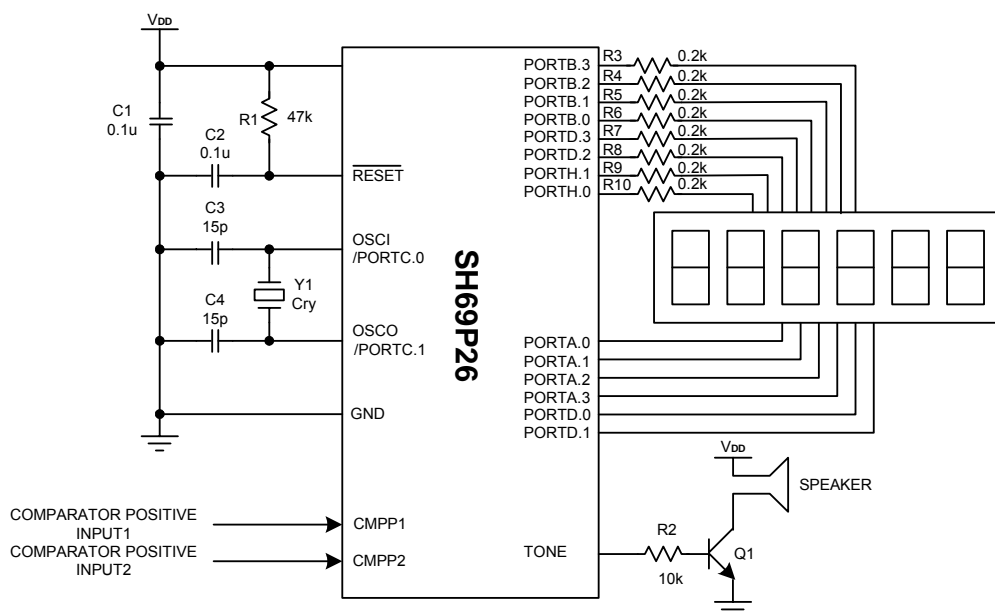 VDD
C1
0.1u
C2
0.1u
R1
47k
C3
15p
Y1
Cry
C4
15p
RESET
OSCI
/PORTC.0
OSCO
/PORTC.1
GND
COMPARATOR POSITIVE
INPUT1
COMPARATOR POSITIVE
INPUT2
CMPP1
CMPP2
SH69P26
PORTB.3
PORTB.2
PORTB.1
PORTB.0
PORTD.3
PORTD.2
PORTH.1
PORTH.0
R3 0.2k
R4 0.2k
R5 0.2k
R6 0.2k
R7 0.2k
R8 0.2k
R9 0.2k
R10 0.2k
PORTA.0
PORTA.1
PORTA.2
PORTA.3
PORTD.0
PORTD.1
TONE
R2
10k
Q1
VDD
SPEAKER